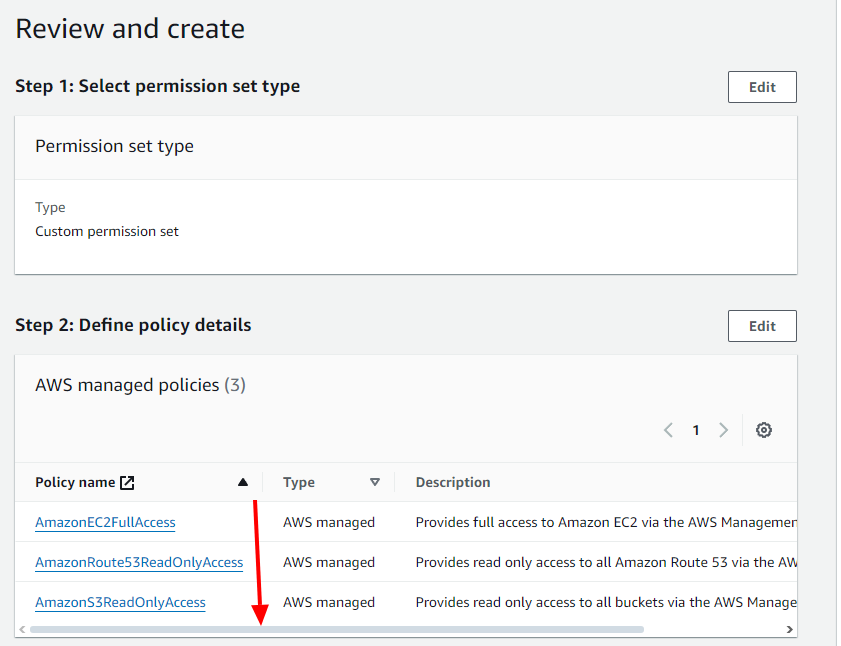 Review and create
Step 1: Select permission set type
Edit
Permission set type
Type
Custom permission set
Step 2: Define policy details
Edit
AWS managed policies (3)
1
Policy name Type Description
AmazonEC2FullAccess AWS managed Provides full access to Amazon EC2 via the AWS Managemen
AmazonRoute53ReadOnlyAccess AWS managed Provides read only access to all Amazon Route 53 via the AW
AmazonS3ReadOnlyAccess AWS managed Provides read only access to all buckets via the AWS Manage